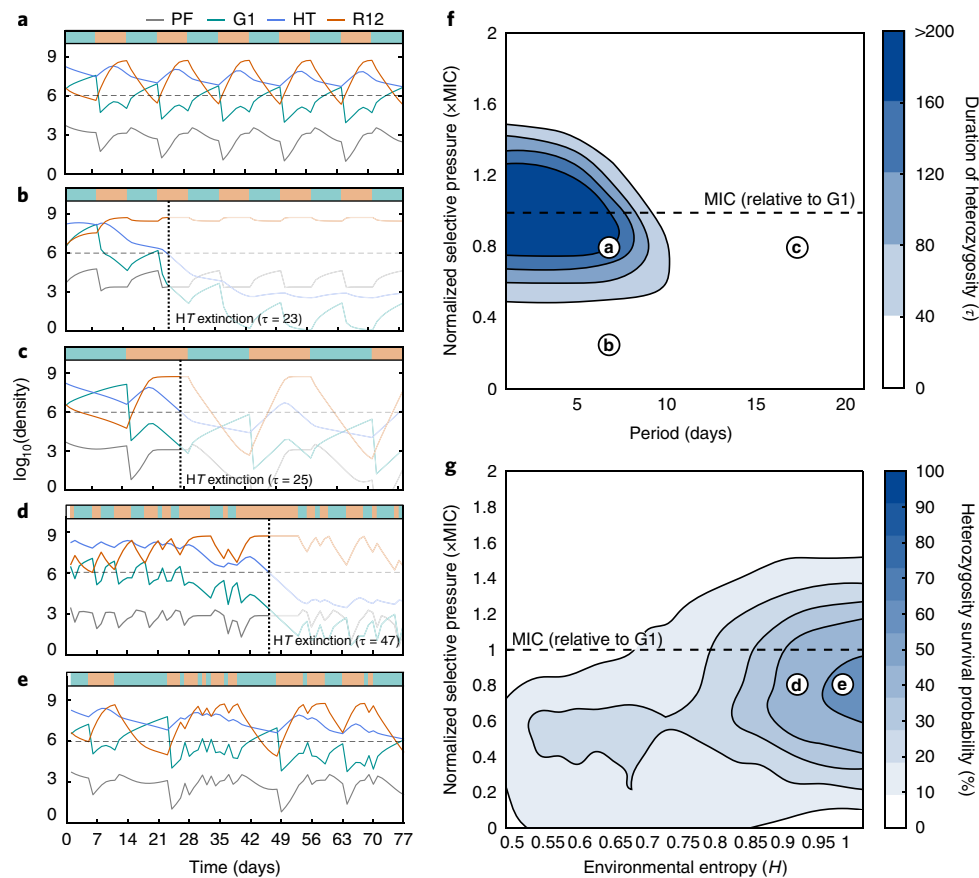 a
PF G1 HT R12
9
6
3
0
b
9
6
3
0
HT extinction (τ = 23)
c
9
6
3
0
HT extinction (τ = 25)
d
9
6
3
0
HT extinction (τ = 47)
e
9
6
3
0
0 7 14 21 28 35 42 49 56 63 70 77
Time (days)
log10(density)
f
2
1.6
1.2
0.8
0.4
0
Normalized selective pressure (×MIC)
MIC (relative to G1)
a
c
b
5 10 15 20
Period (days)
>200
160
120
80
40
0
Duration of heterozygosity (τ)
g
2
1.8
1.6
1.4
1.2
1
0.8
0.6
0.4
0.2
0
Normalized selective pressure (×MIC)
MIC (relative to G1)
d
e
0.5 0.55 0.6 0.65 0.7 0.75 0.8 0.85 0.9 0.95 1
Environmental entropy (H)
100
90
80
70
60
50
40
30
20
10
0
Heterozygosity survival probability (%)